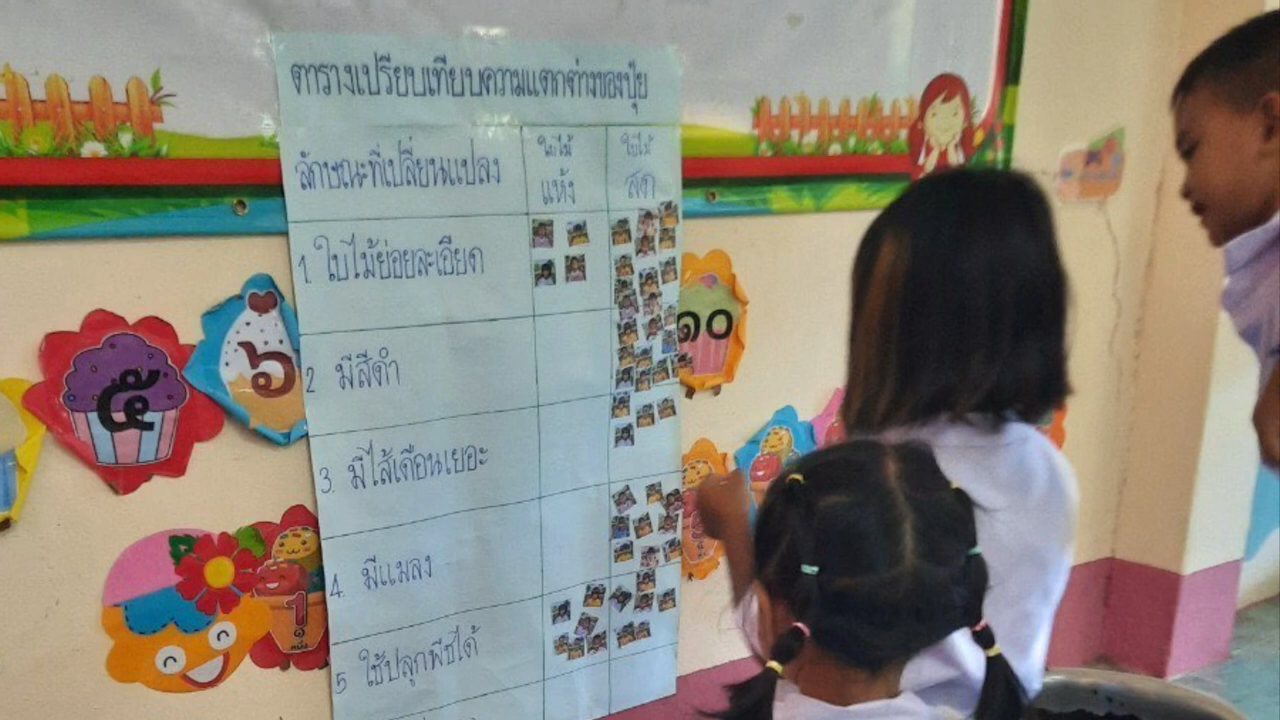 ตารางเปรียบเทียบความแตกต่างของปุ๋ย
ลักษณะที่เปลี่ยนแปลง
ใบไม้
แห้ง
ใบไม้
สด
1. ใบไม้ย่อยละเอียด
2 มีสีดำ
3. มีไส้เดือนเยอะ
4. มีแมลง
5 ใช้ปลูกพืชได้
๕
๖
๑๐
1
๑
หนึ่ง